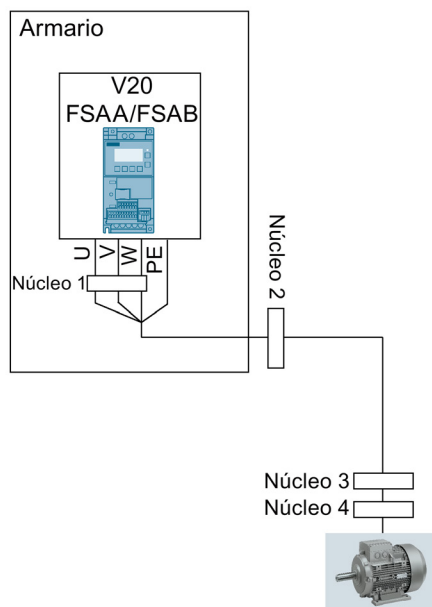 Armario
V20
FSAA/FSAB
U
V
W
PE
Núcleo 1
Núcleo 2
Núcleo 3
Núcleo 4